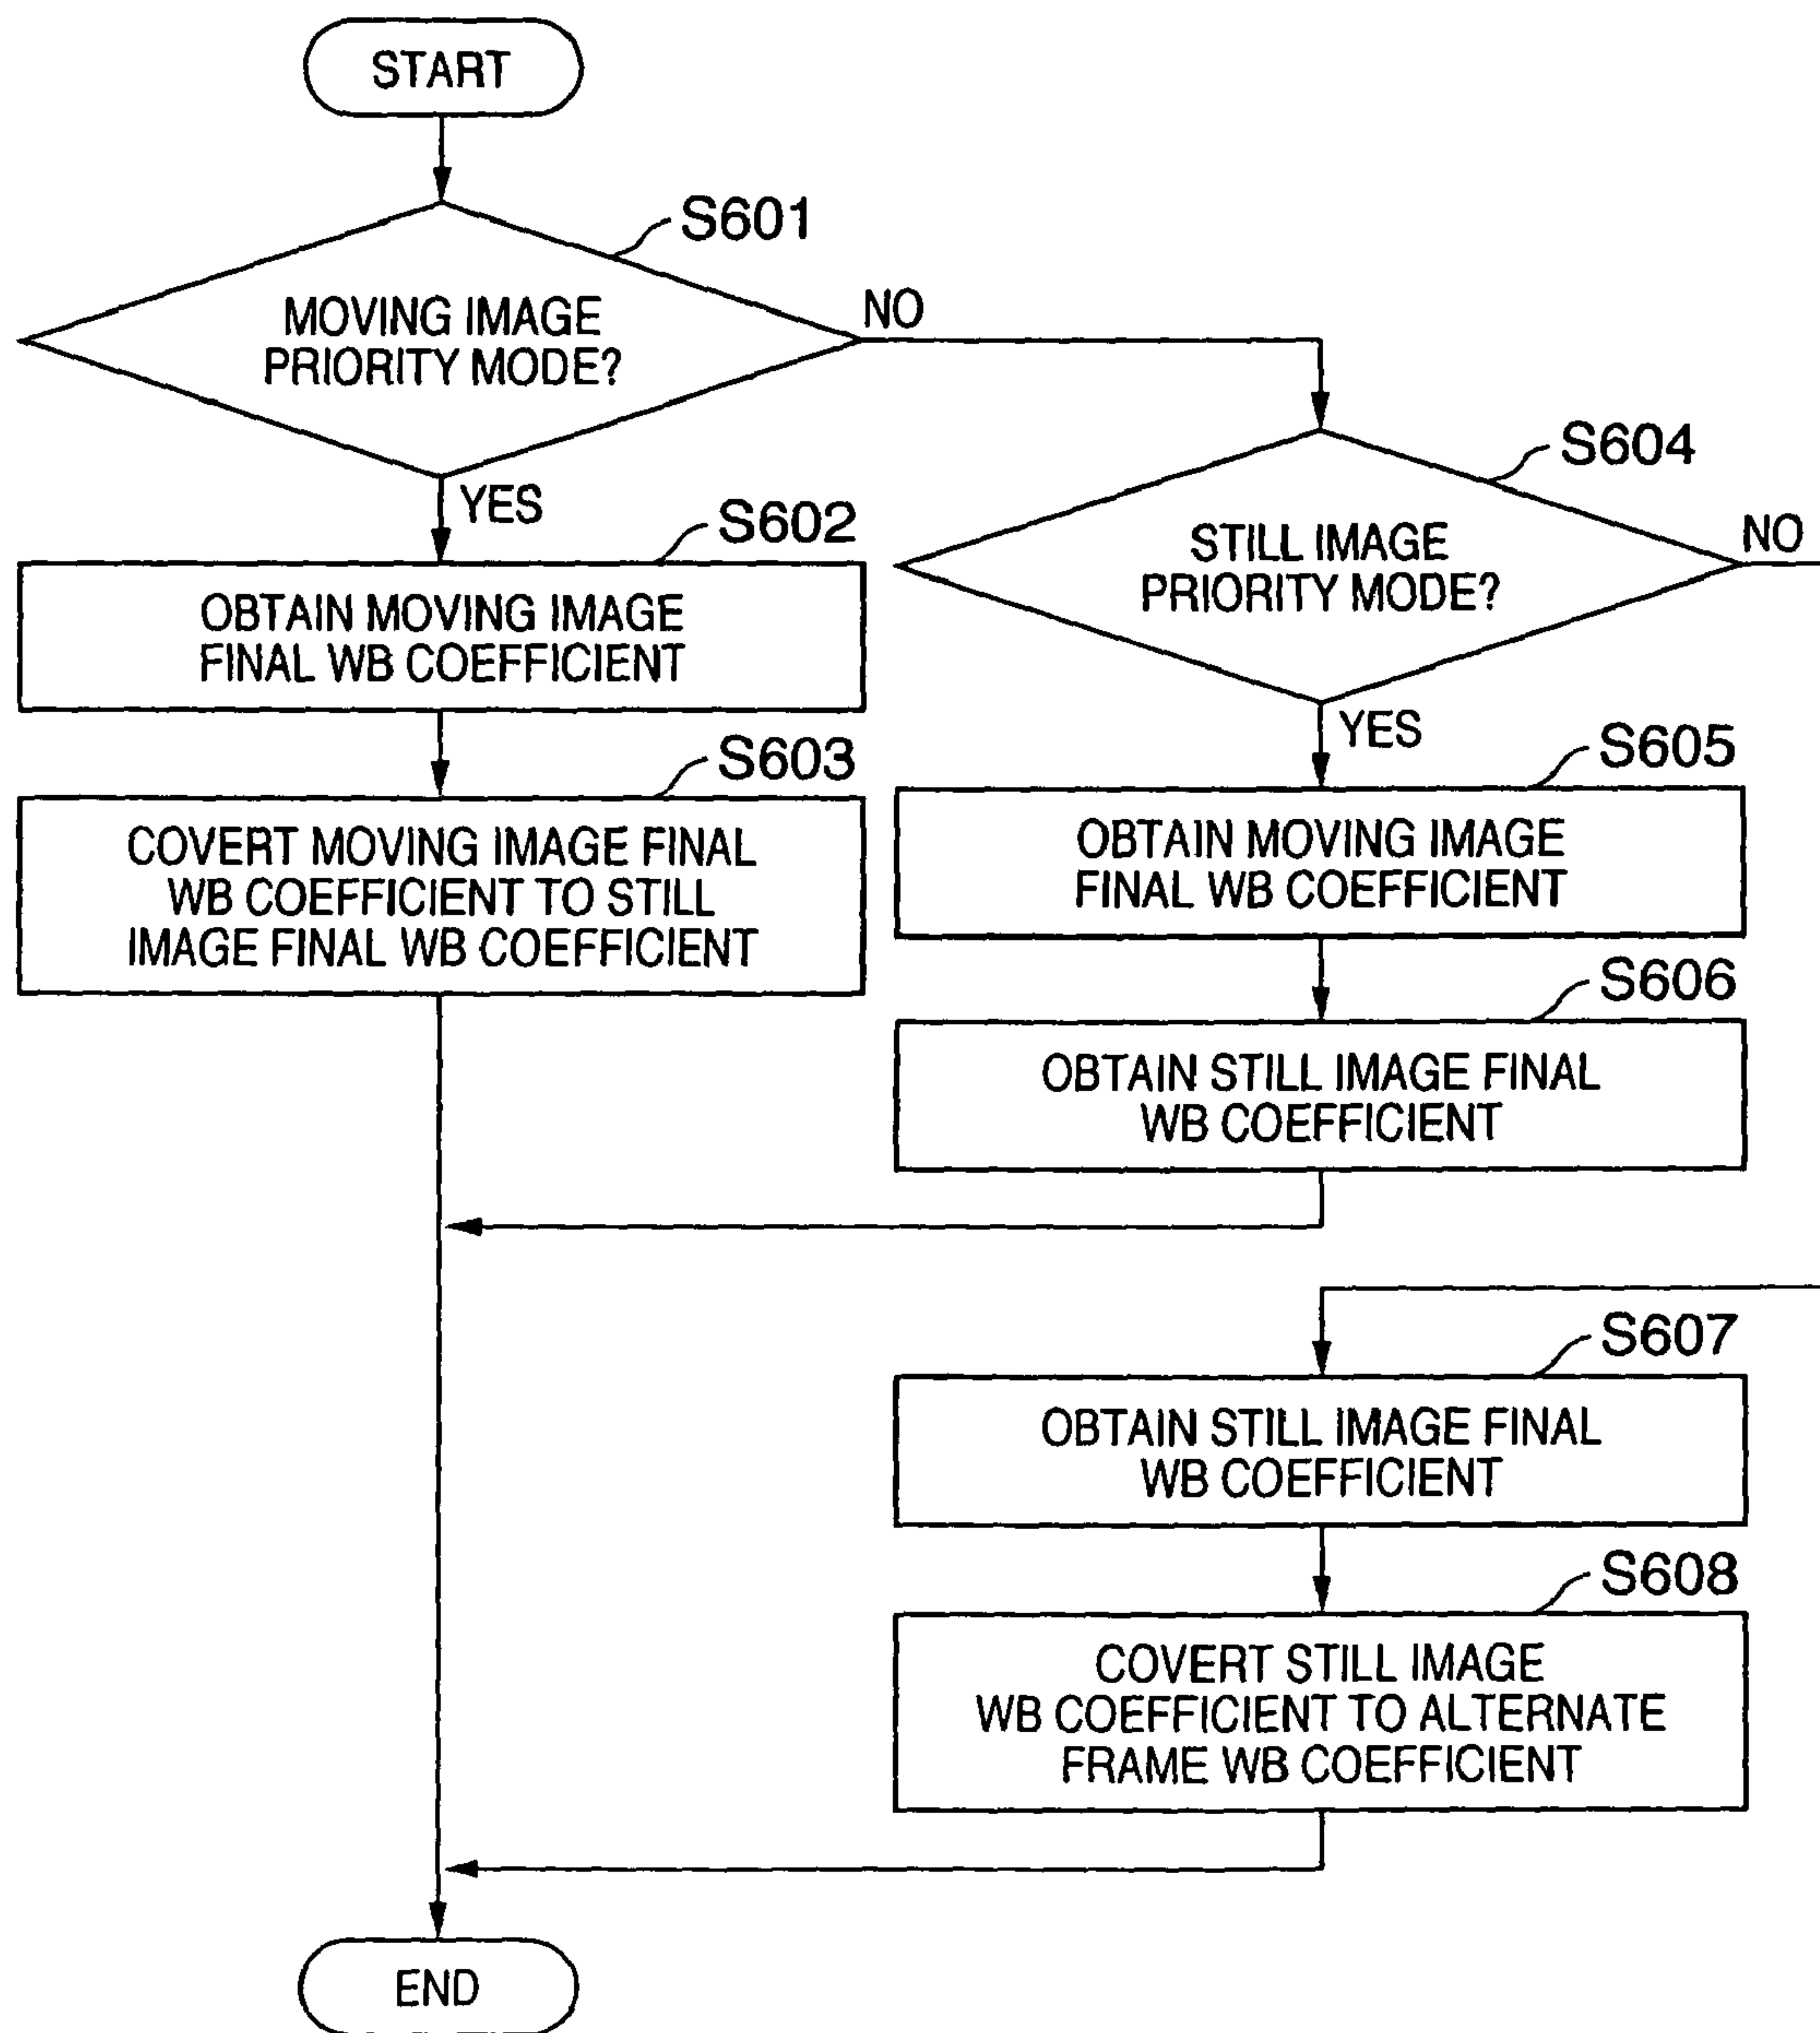 START
S601
MOVING IMAGE
PRIORITY MODE?
NO
YES
S602
OBTAIN MOVING IMAGE
FINAL WB COEFFICIENT
S603
COVERT MOVING IMAGE FINAL
WB COEFFICIENT TO STILL
IMAGE FINAL WB COEFFICIENT
S604
STILL IMAGE
PRIORITY MODE?
NO
YES
S605
OBTAIN MOVING IMAGE
FINAL WB COEFFICIENT
S606
OBTAIN STILL IMAGE FINAL
WB COEFFICIENT
S607
OBTAIN STILL IMAGE FINAL
WB COEFFICIENT
S608
COVERT STILL IMAGE
WB COEFFICIENT TO ALTERNATE
FRAME WB COEFFICIENT
END